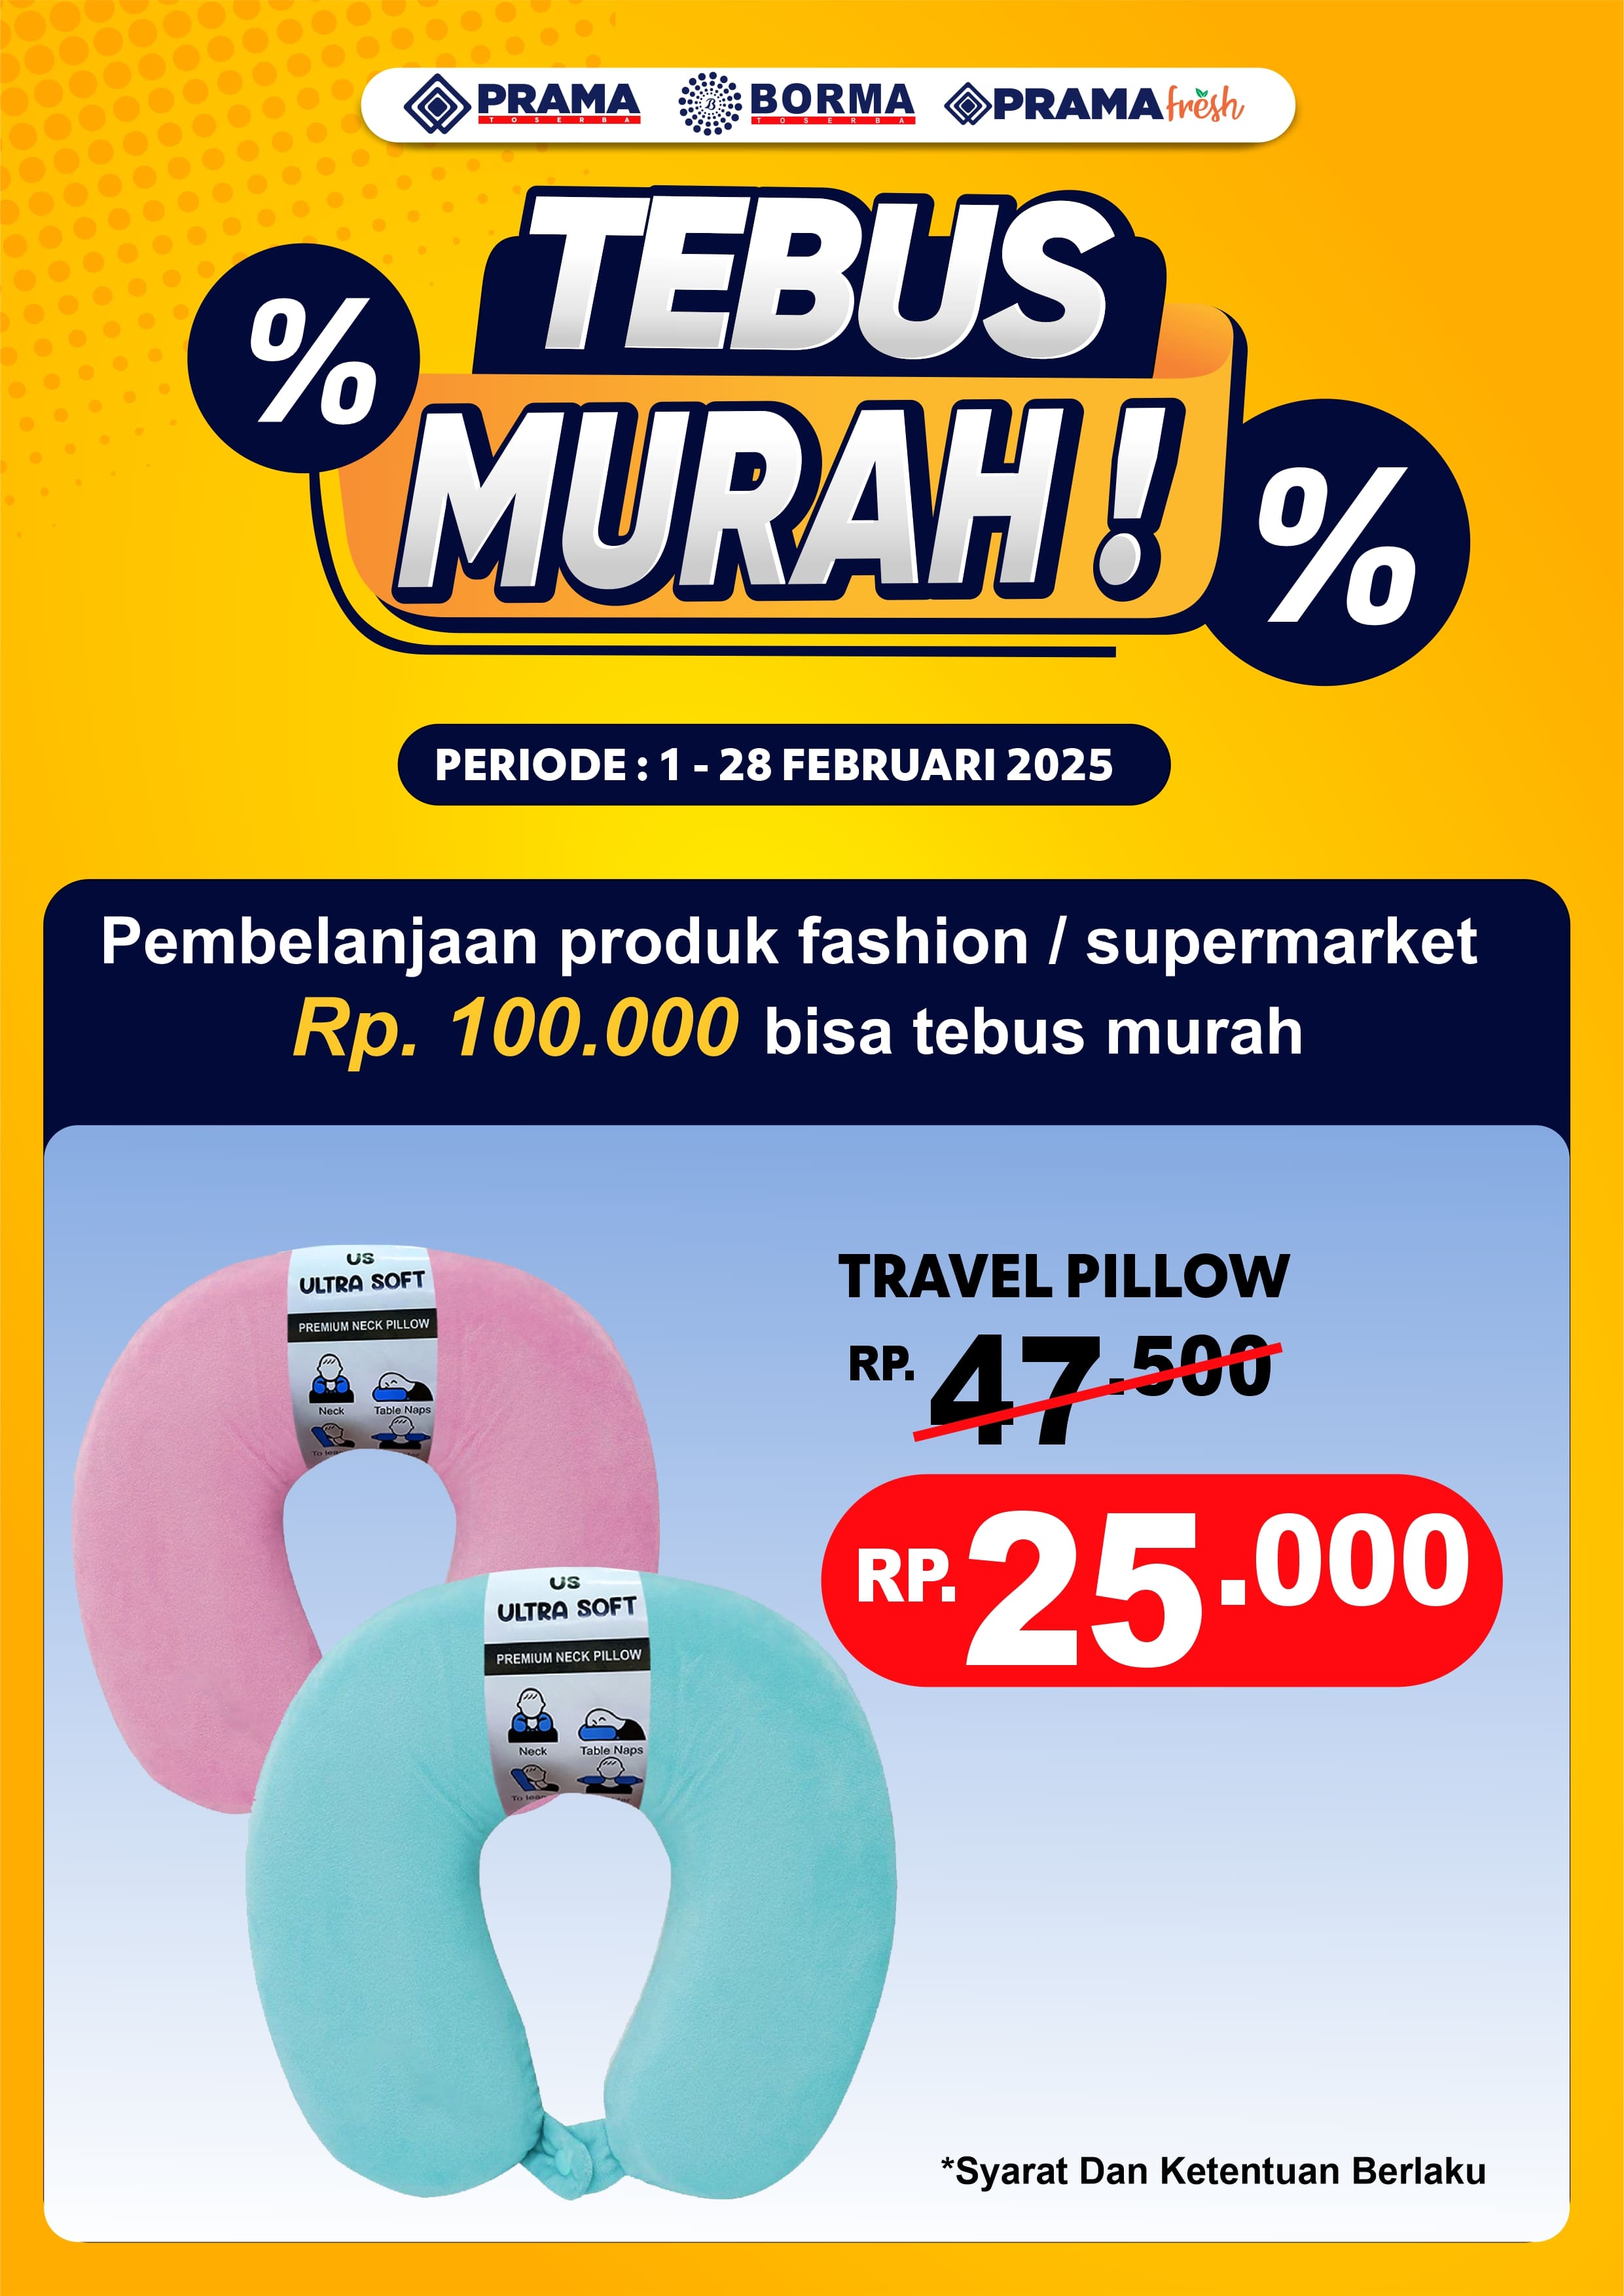 PRAMA
TOSERBA
BORMA
TOSERBA
PRAMA fresh
TEBUS
MURAH !
%
%
PERIODE : 1 - 28 FEBRUARI 2025
Pembelanjaan produk fashion / supermarket
Rp. 100.000 bisa tebus murah
TRAVEL PILLOW
RP. 47.500
RP. 25.000
US
ULTRA SOFT
PREMIUM NECK PILLOW
Neck
Table Naps
US
ULTRA SOFT
PREMIUM NECK PILLOW
Neck
Table Naps
*Syarat Dan Ketentuan Berlaku